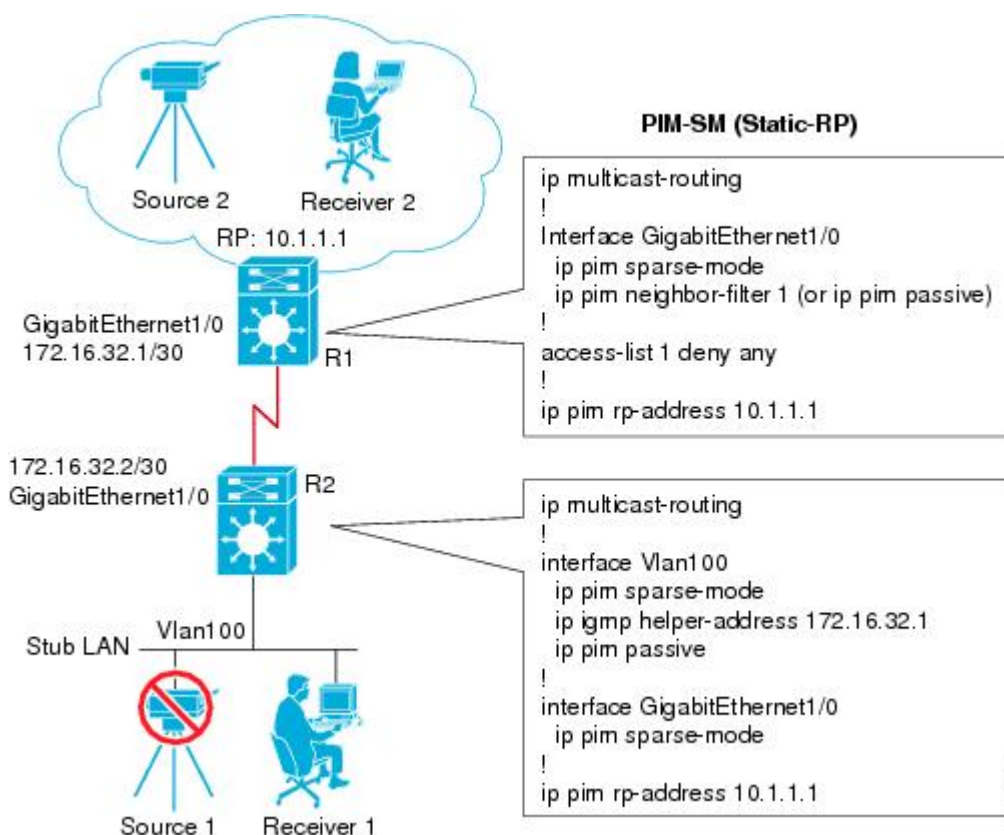 Source 2
Receiver 2
RP: 10.1.1.1
GigabitEthernet1/0
172.16.32.1/30
R1
172.16.32.2/30
GigabitEthernet1/0
R2
Vlan100
Stub LAN
Source 1
Receiver 1
PIM-SM (Static-RP)
ip multicast-routing
!
Interface GigabitEthernet1/0
ip pim sparse-mode
ip pim neighbor-filter 1 (or ip pim passive)
!
access-list 1 deny any
!
ip pim rp-address 10.1.1.1
ip multicast-routing
!
interface Vlan100
ip pim sparse-mode
ip igmp helper-address 172.16.32.1
ip pim passive
!
interface GigabitEthernet1/0
ip pim sparse-mode
!
ip pim rp-address 10.1.1.1